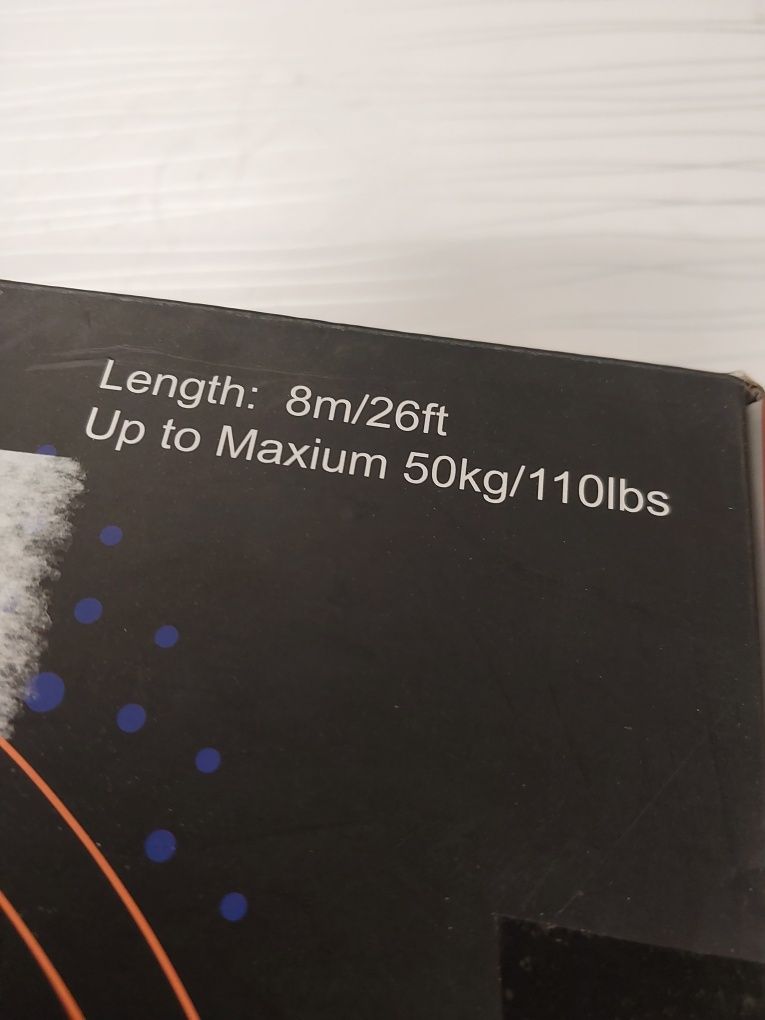 Length: 8m/26ft
Up to Maxium 50kg/110lbs